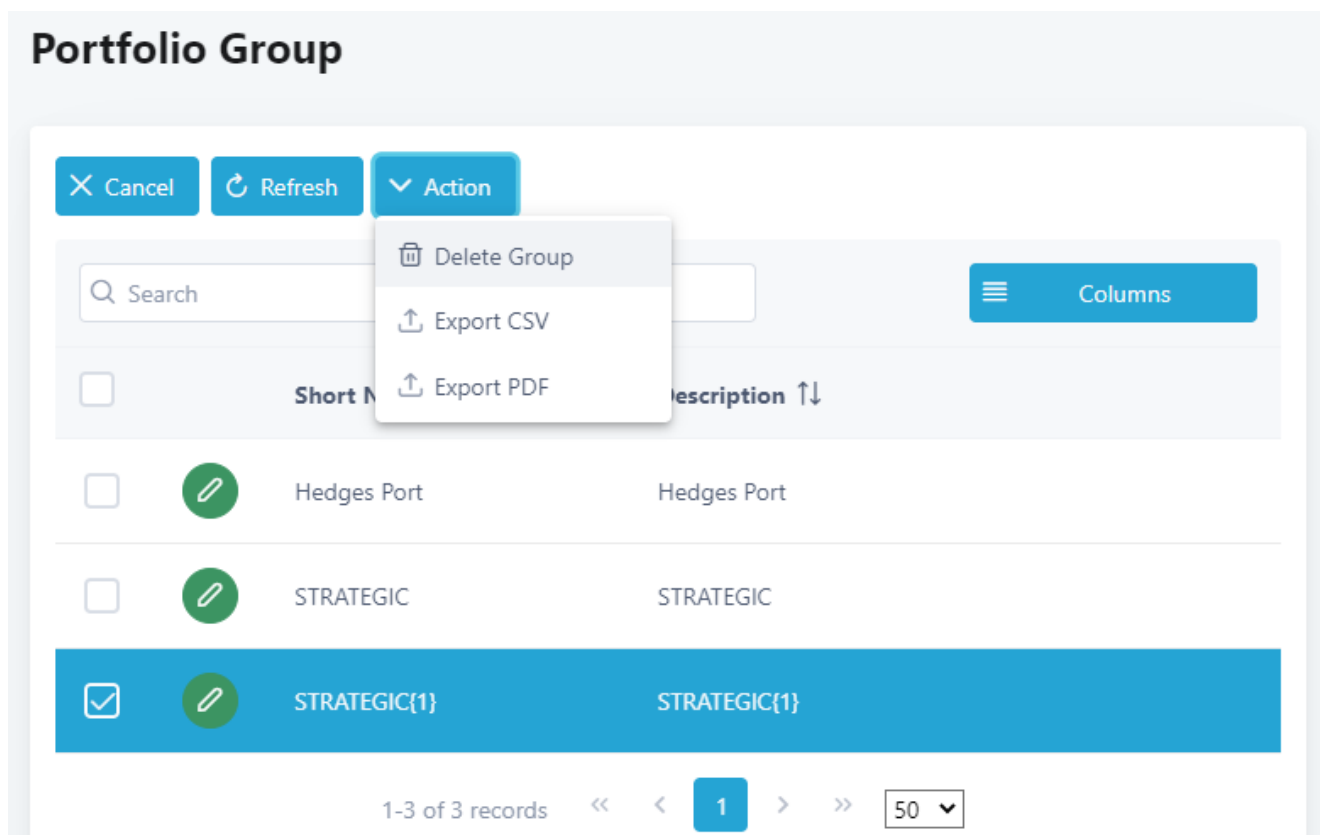 Portfolio Group
Cancel Refresh Action
Delete Group
Search Columns
Export CSV
Export PDF
Short Description
Hedges Port Hedges Port
STRATEGIC STRATEGIC
STRATEGIC{1} STRATEGIC{1}
1-3 of 3 records « < 1 > » 50